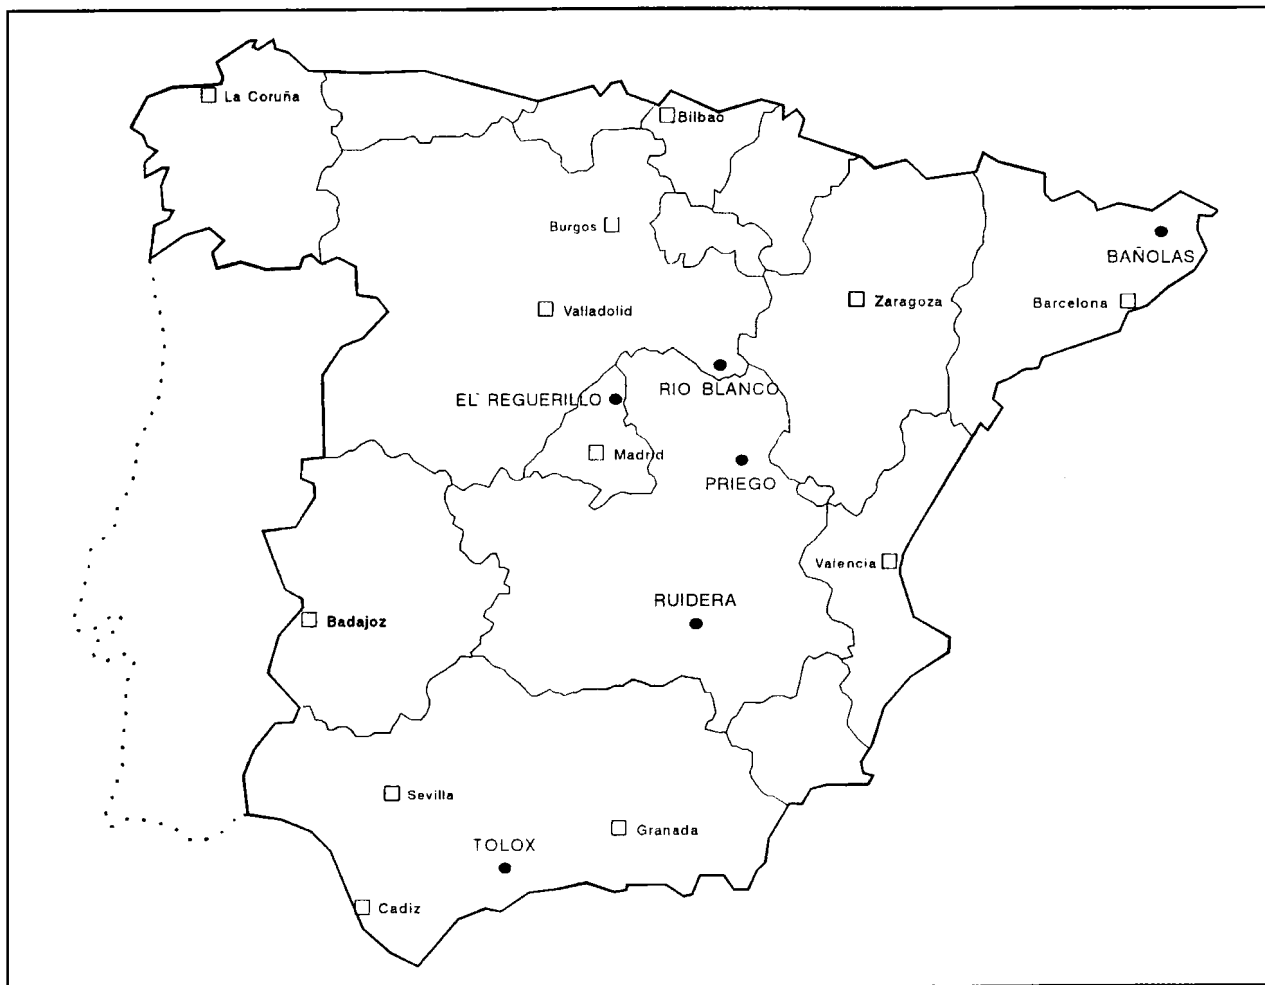 La Coruña
Bilbao
Burgos
BAÑOLAS
Valladolid
Zaragoza
Barcelona
EL REGUERILLO
RIO BLANCO
Madrid
PRIEGO
Valencia
RUIDERA
Badajoz
Sevilla
Granada
TOLOX
Cadiz